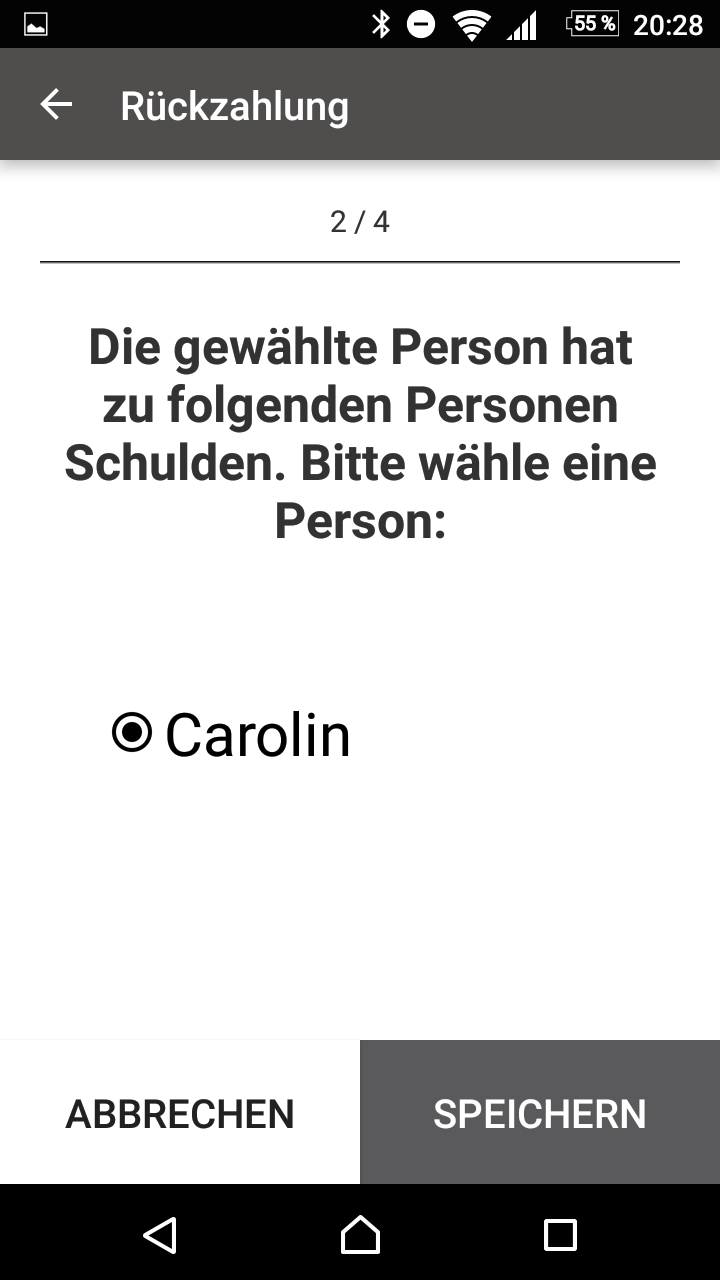 55 % 20:28
Rückzahlung
2 / 4
Die gewählte Person hat
zu folgenden Personen
Schulden. Bitte wähle eine
Person:
Carolin
ABBRECHEN SPEICHERN